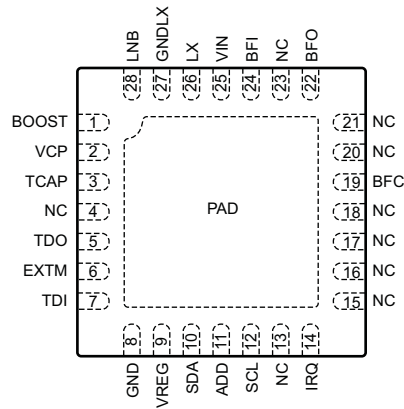 LNB
GNDLX
LX
VIN
BFI
NC
BFO
28
27
26
25
24
23
22
BOOST 1
VCP 2
TCAP 3
NC 4
TDO 5
EXTM 6
TDI 7
PAD
21 NC
20 NC
19 BFC
18 NC
17 NC
16 NC
15 NC
8
9
10
11
12
13
14
GND
VREG
SDA
ADD
SCL
NC
IRQ